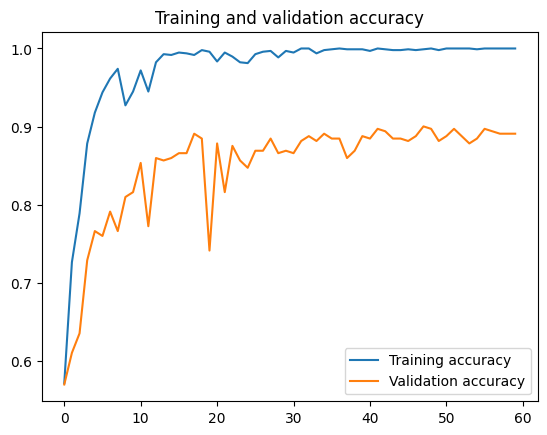 Training and validation accuracy
1.0
0.9
0.8
0.7
0.6
Training accuracy
Validation accuracy
0 10 20 30 40 50 60